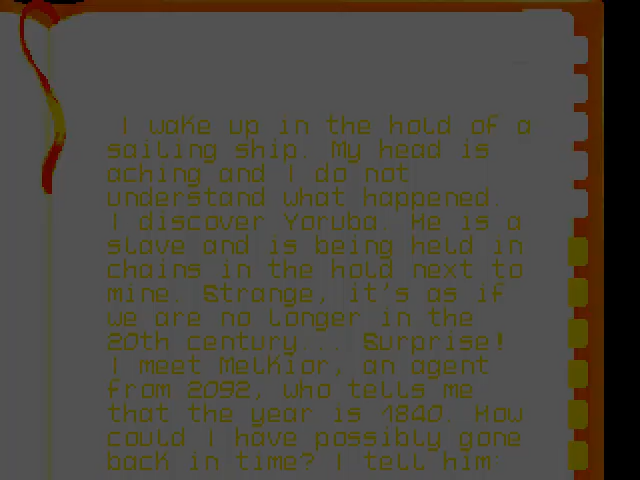 I wake up in the hold of a
sailing ship. My head is
aching and I do not
understand what happened.
I discover Yoruba. He is a
slave and is being held in
chains in the hold next to
mine. Strange, it's as if
we are no longer in the
20th century... Surprise!
I meet Melkior, an agent
from 2092, who tells me
that the year is 1840. How
could I have possibly gone
back in time? I tell him